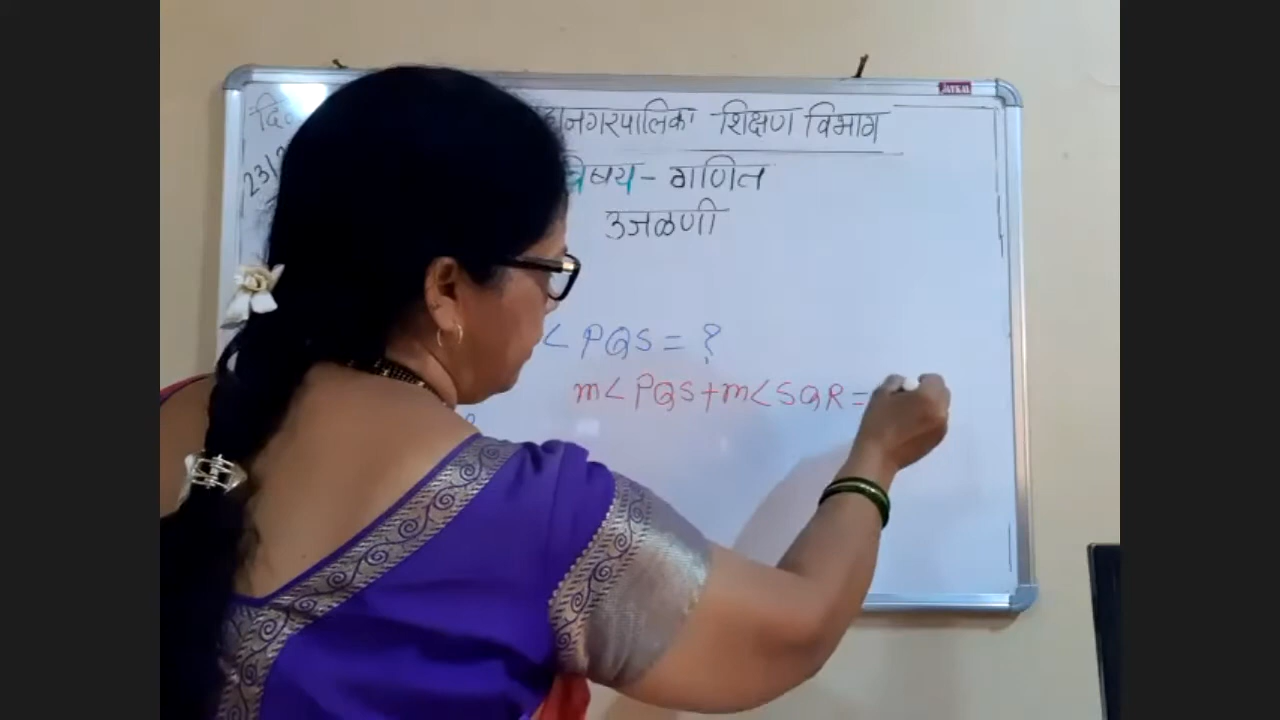 महानगरपालिका शिक्षण विभाग
विषय - गणित
उजळणी
< PQS = ?
m< PQS + m< SQR =